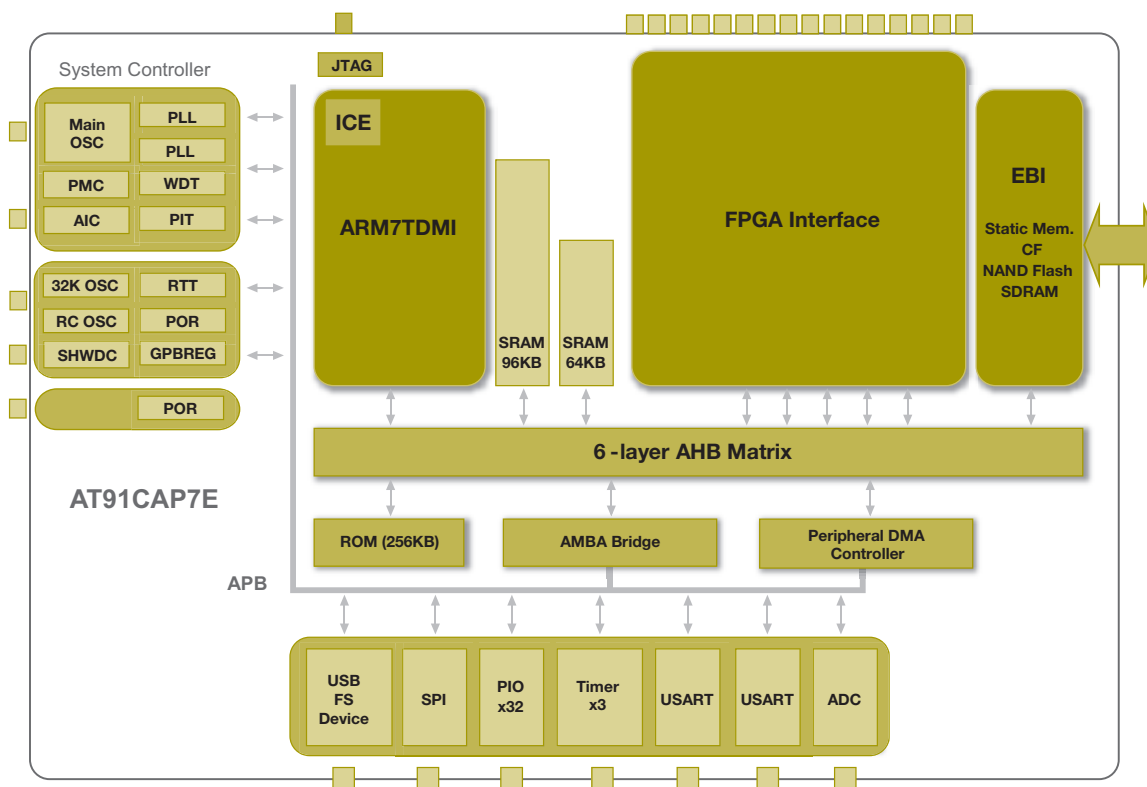 System Controller
Main
OSC
PLL
PLL
PMC
WDT
AIC
PIT
32K OSC
RTT
RC OSC
POR
SHWDC
GPBREG
POR
AT91CAP7E
JTAG
ICE
ARM7TDMI
SRAM
96KB
SRAM
64KB
FPGA Interface
EBI
Static Mem.
CF
NAND Flash
SDRAM
6-layer AHB Matrix
ROM (256KB)
AMBA Bridge
Peripheral DMA
Controller
APB
USB
FS
Device
SPI
PIO
x32
Timer
x3
USART
USART
ADC